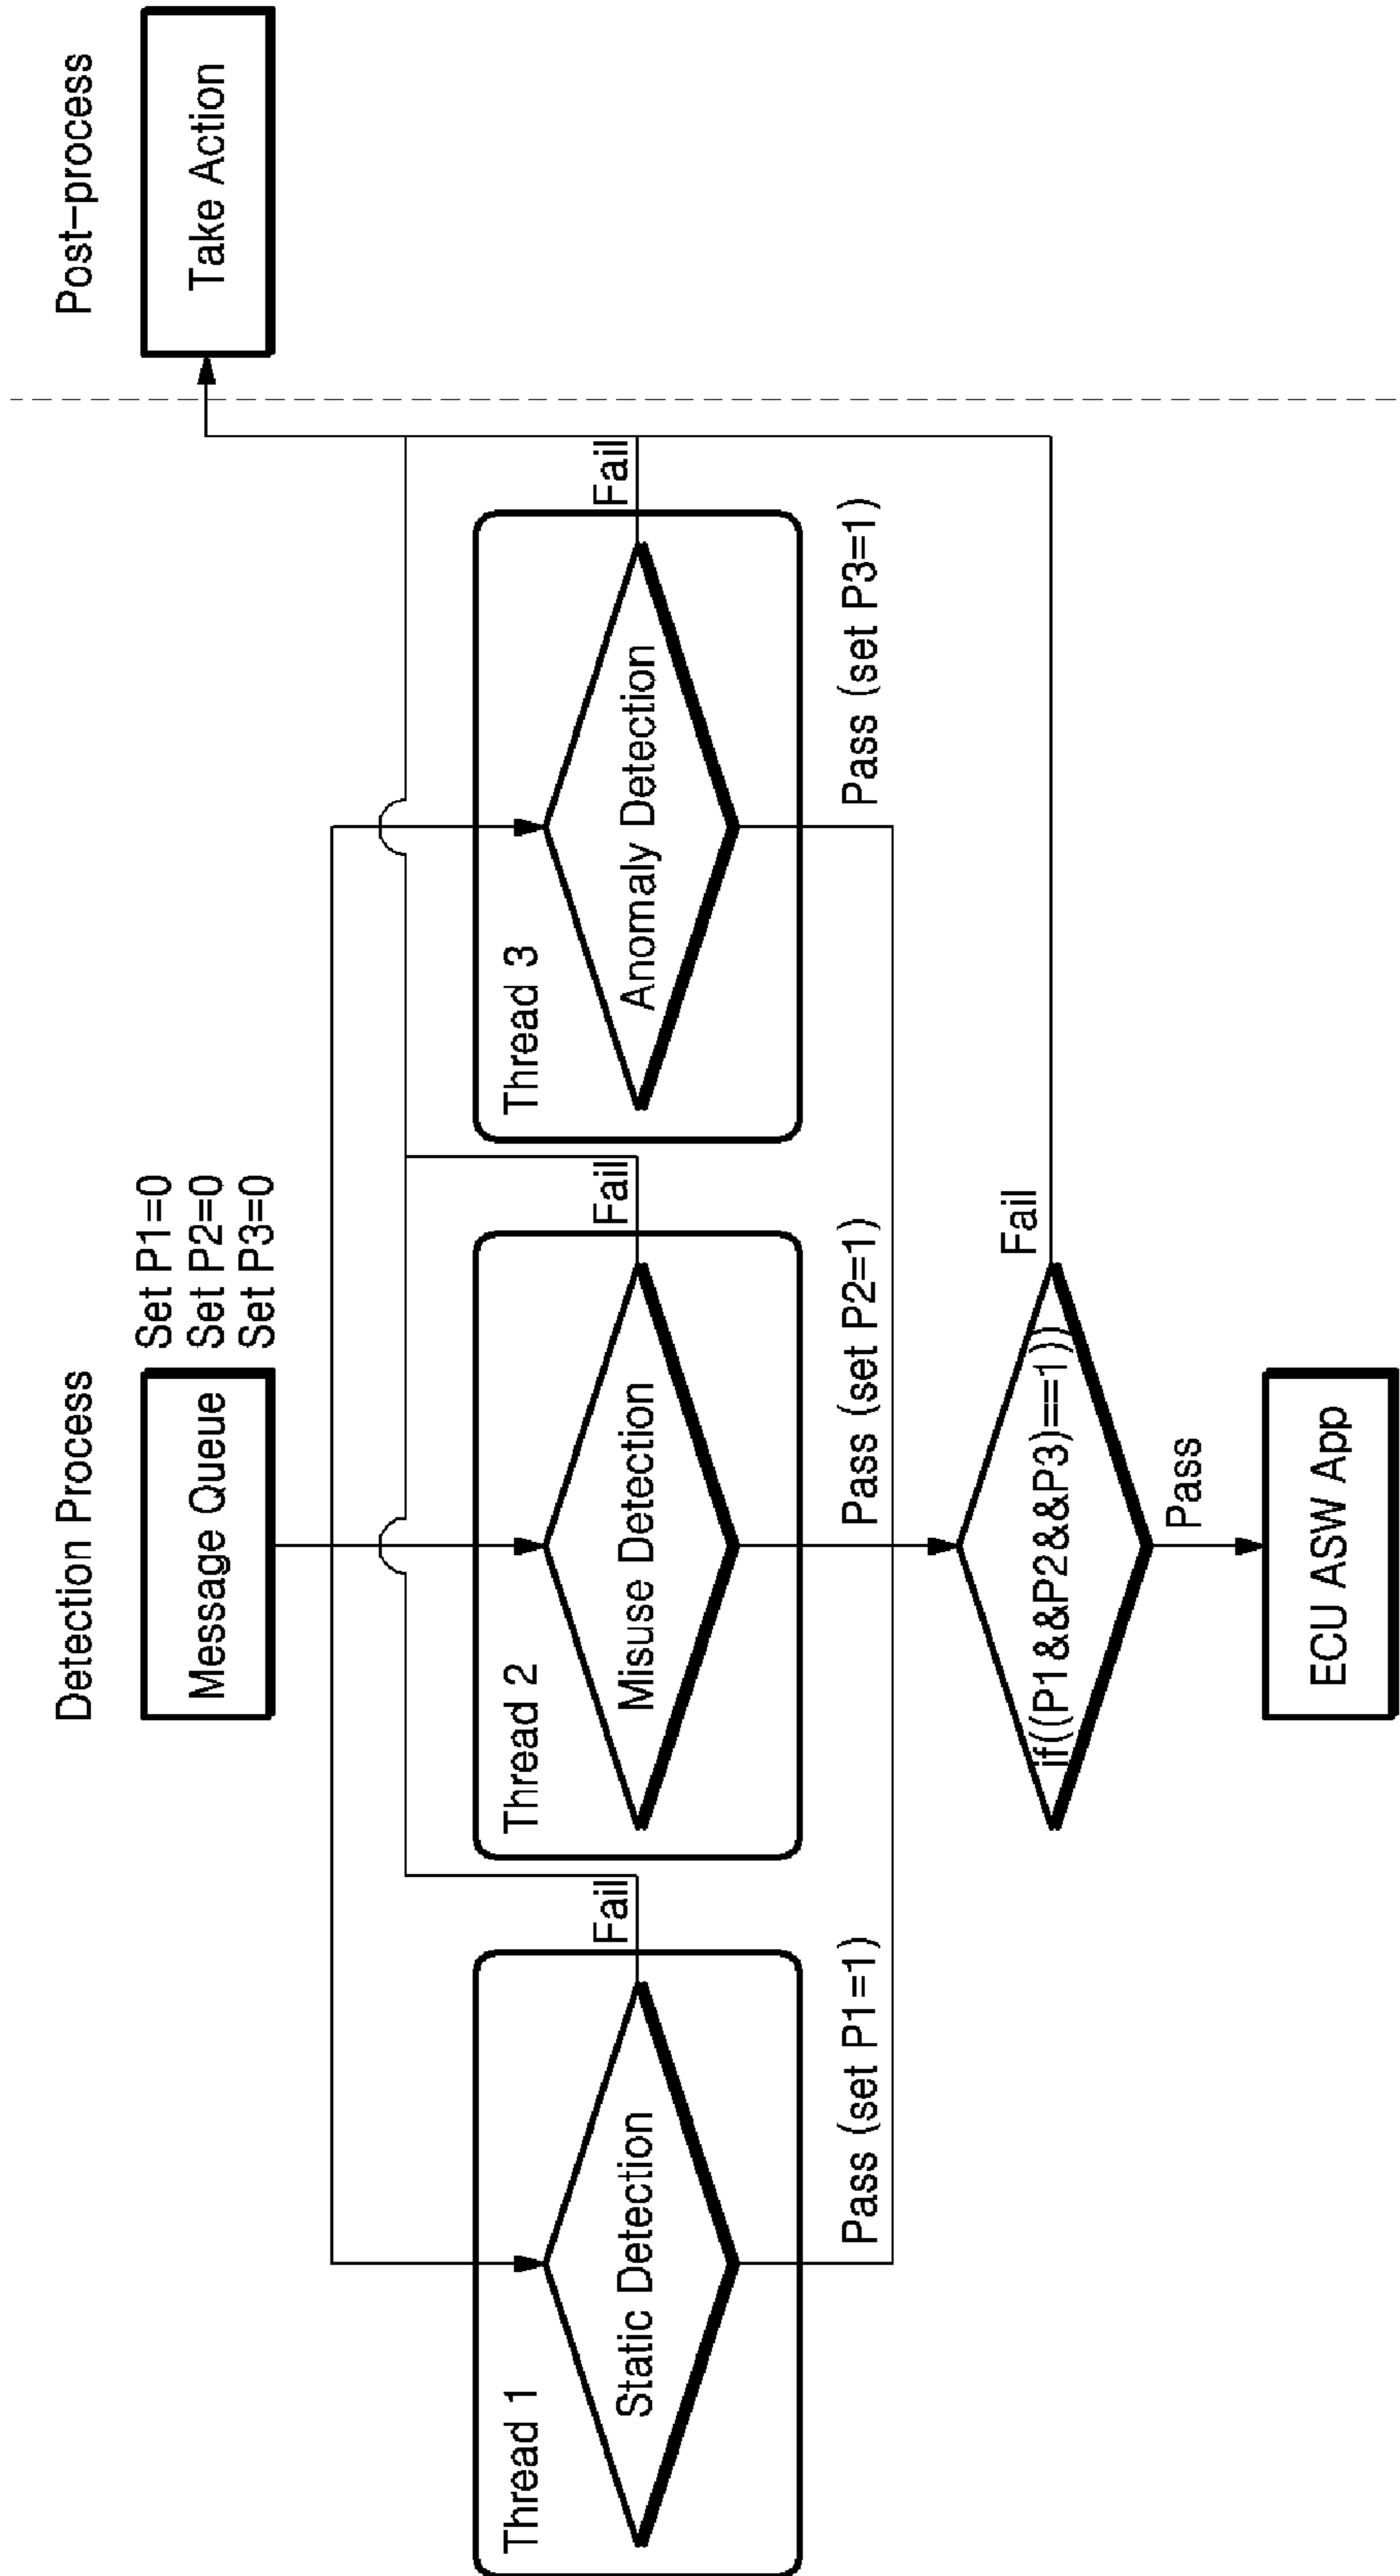 Detection Process
Post-process
Message Queue
Set P1=0
Set P2=0
Set P3=0
Take Action
Thread 1
Static Detection
Fail
Thread 2
Misuse Detection
Fail
Thread 3
Anomaly Detection
Fail
Pass (set P1=1)
Pass (set P2=1)
Pass (set P3=1)
if((P1&&P2&&P3)==1))
Fail
Pass
ECU ASW App